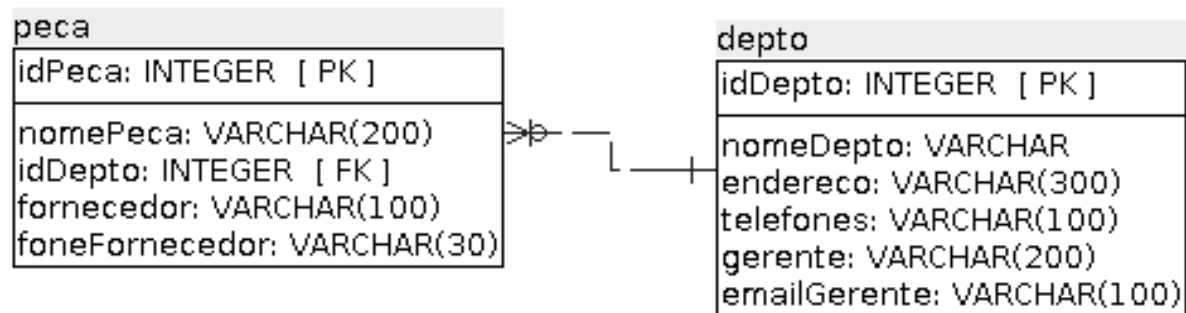 peca
idPeca: INTEGER [ PK ]
nomePeca: VARCHAR(200)
idDepto: INTEGER [ FK ]
fornecedor: VARCHAR(100)
foneFornecedor: VARCHAR(30)
depto
idDepto: INTEGER [ PK ]
nomeDepto: VARCHAR
endereco: VARCHAR(300)
telefones: VARCHAR(100)
gerente: VARCHAR(200)
emailGerente: VARCHAR(100)